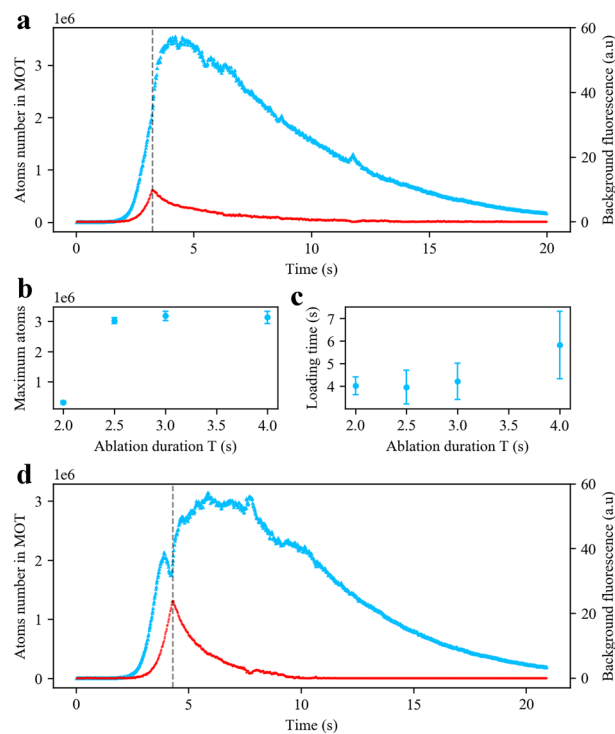 a
1e6
Atoms number in MOT
3
2
1
0
60
40
20
0
Background fluorescence (a.u)
0 5 10 15 20
Time (s)
b
1e6
Maximum atoms
3
2
1
2.0 2.5 3.0 3.5 4.0
Ablation duration T (s)
c
Loading time (s)
7
6
5
4
2.0 2.5 3.0 3.5 4.0
Ablation duration T (s)
d
1e6
Atoms number in MOT
3
2
1
0
60
40
20
0
Background fluorescence (a.u)
0 5 10 15 20
Time (s)